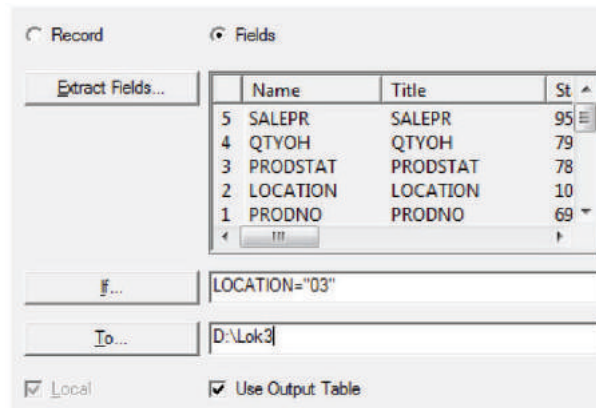 Record Fields
Extract Fields...
Name Title St
5 SALEPR SALEPR 95
4 QTYOH QTYOH 79
3 PRODSTAT PRODSTAT 78
2 LOCATION LOCATION 10
1 PRODNO PRODNO 69
If... LOCATION="03"
To... D:\Lok3
Local Use Output Table